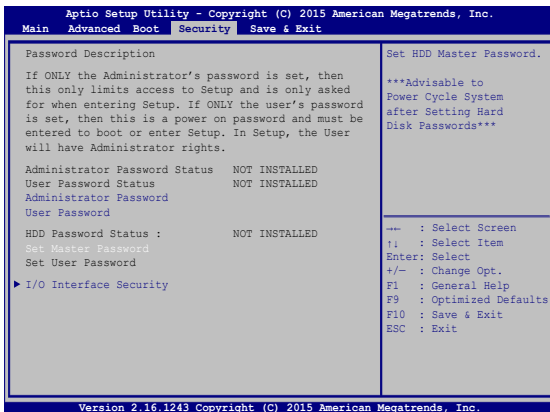 Aptio Setup Utility - Copyright (C) 2015 American Megatrends, Inc.
Main Advanced Boot Security Save & Exit
Password Description
If ONLY the Administrator's password is set, then
this only limits access to Setup and is only asked
for when entering Setup. If ONLY the user's password
is set, then this is a power on password and must be
entered to boot or enter Setup. In Setup, the User
will have Administrator rights.
Administrator Password Status NOT INSTALLED
User Password Status NOT INSTALLED
Administrator Password
User Password
HDD Password Status : NOT INSTALLED
Set Master Password
Set User Password
I/O Interface Security
Set HDD Master Password.
***Advisable to
Power Cycle System
after Setting Hard
Disk Passwords***
→← : Select Screen
↑↓ : Select Item
Enter: Select
+/— : Change Opt.
F1 : General Help
F9 : Optimized Defaults
F10 : Save & Exit
ESC : Exit
Version 2.16.1243 Copyright (C) 2015 American Megatrends, Inc.